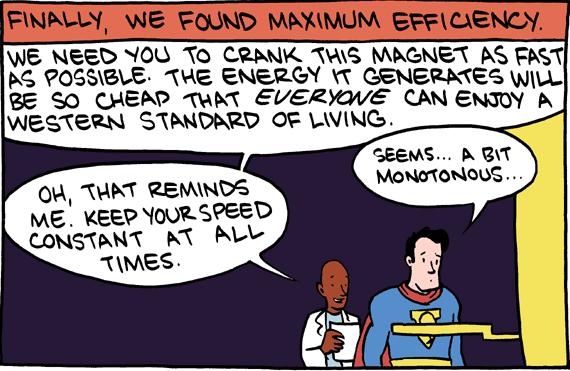 FINALLY, WE FOUND MAXIMUM EFFICIENCY.
WE NEED YOU TO CRANK THIS MAGNET AS FAST
AS POSSIBLE. THE ENERGY IT GENERATES WILL
BE SO CHEAP THAT EVERYONE CAN ENJOY A
WESTERN STANDARD OF LIVING.
SEEMS... A BIT
MONOTONOUS...
OH, THAT REMINDS
ME. KEEP YOUR SPEED
CONSTANT AT ALL
TIMES.